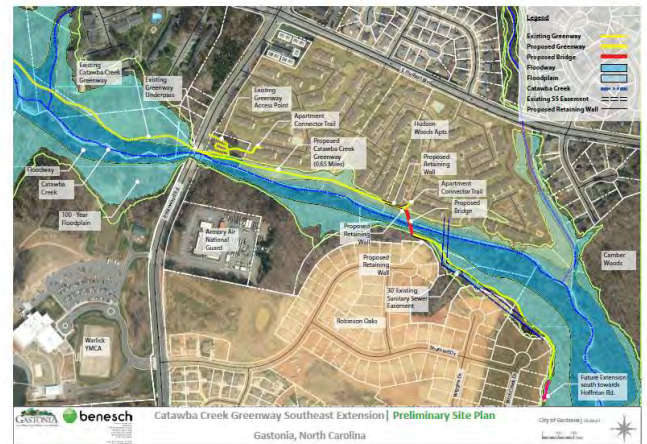 Legend
Existing Greenway
Proposed Greenway
Proposed Bridge
Floodway
Floodplain
Catawba Creek
Existing SS Easement
Proposed Retaining Wall
Existing
Catawba Creek
Greenway
Existing
Greenway
Underpass
Existing
Greenway
Access Point
Apartment
Connector Trail
Proposed
Catawba Creek
Greenway
(0.65 Miles)
Hudson
Woods Apts
Proposed
Retaining
Wall
Apartment
Connector Trail
Proposed
Bridge
Floodway
Catawba
Creek
100 - Year
Floodplain
Armory Air
National
Guard
Proposed
Retaining
Wall
Proposed
Retaining
Wall
30' Existing
Sanitary Sewer
Easement
Camber
Woods
Warlick
YMCA
Robinson Oaks
Future Extension
south towards
Hoffman Rd.
GASTONIA
benesch
Catawba Creek Greenway Southeast Extension | Preliminary Site Plan
Gastonia, North Carolina
City of Gastonia